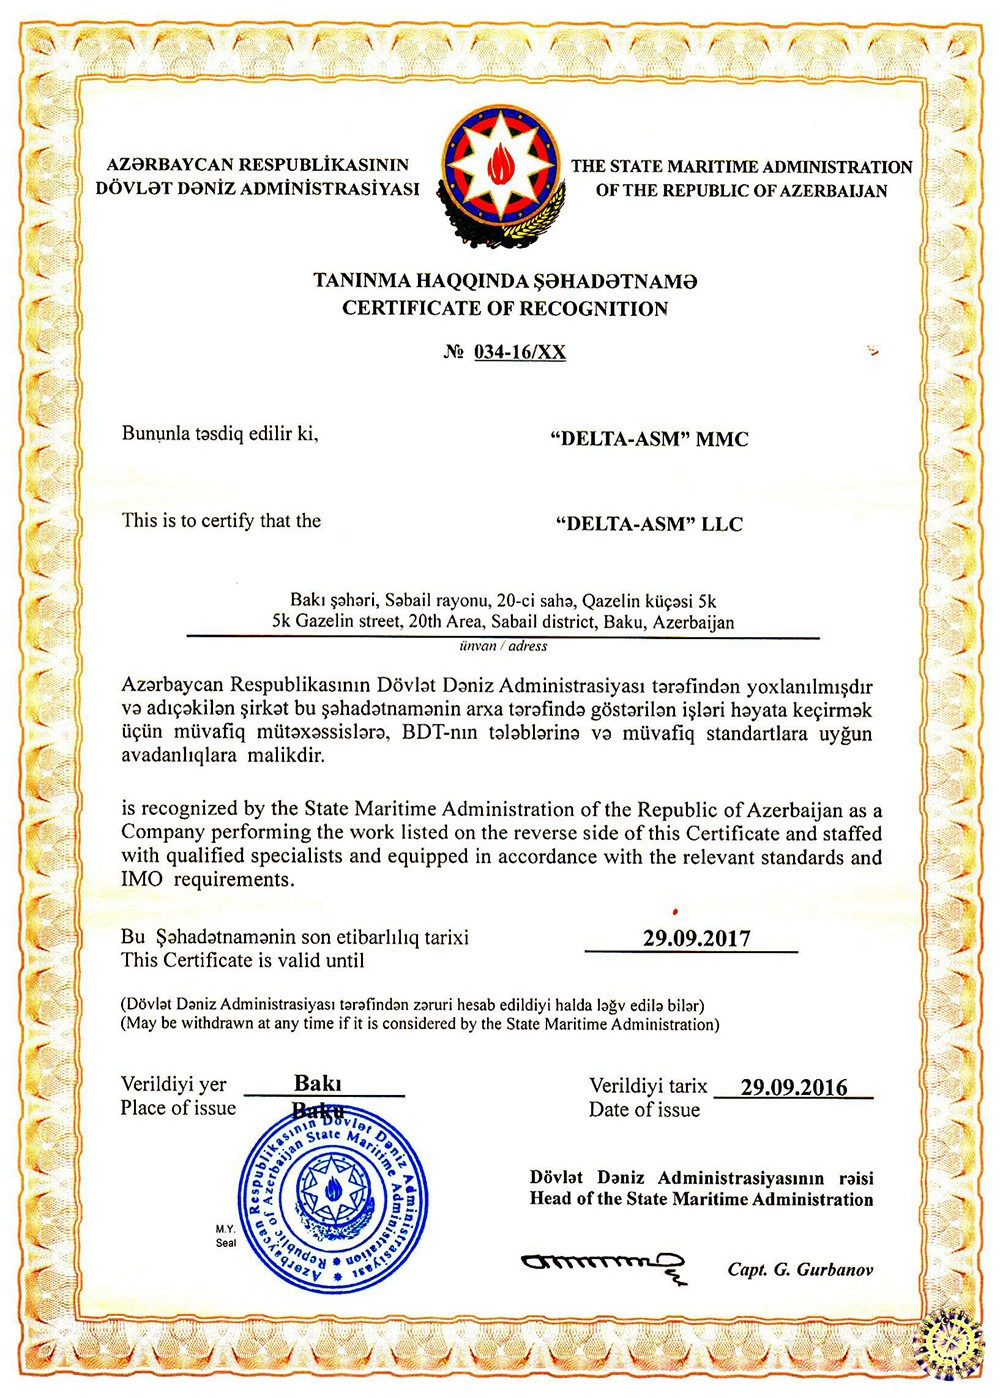 AZƏRBAYCAN RESPUBLİKASININ
DÖVLƏT DƏNİZ ADMİNİSTRASİYASI
THE STATE MARITIME ADMINISTRATION
OF THE REPUBLIC OF AZERBAIJAN
TANINMA HAQQINDA ŞƏHADƏTNAMƏ
CERTIFICATE OF RECOGNITION
№ 034-16/XX
Bununla təsdiq edilir ki,
“DELTA-ASM” MMC
This is to certify that the
“DELTA-ASM” LLC
Bakı şəhəri, Səbail rayonu, 20-ci sahə, Qazelin küçəsi 5k
5k Gazelin street, 20th Area, Sabail district, Baku, Azerbaijan
ünvan / adress
Azərbaycan Respublikasının Dövlət Dəniz Administrasiyası tərəfindən yoxlanılmışdır
və adıçəkilən şirkət bu şəhadətnamənin arxa tərəfində göstərilən işləri həyata keçirmək
üçün müvafiq mütəxəssislərə, BDT-nın tələblərinə və müvafiq standartlara uyğun
avadanlıqlara malikdir.
is recognized by the State Maritime Administration of the Republic of Azerbaijan as a
Company performing the work listed on the reverse side of this Certificate and staffed
with qualified specialists and equipped in accordance with the relevant standards and
IMO requirements.
Bu Şəhadətnamənin son etibarlılıq tarixi
This Certificate is valid until
29.09.2017
(Dövlət Dəniz Administrasiyası tərəfindən zəruri hesab edildiyi halda ləğv edilə bilər)
(May be withdrawn at any time if it is considered by the State Maritime Administration)
Verildiyi yer Bakı
Place of issue Baku
Verildiyi tarix 29.09.2016
Date of issue
Azərbaycan Respublikasının Dövlət Dəniz Administrasiyası
Republic of Azerbaijan State Maritime Administration
M.Y.
Seal
Dövlət Dəniz Administrasiyasının rəisi
Head of the State Maritime Administration
Capt. G. Gurbanov